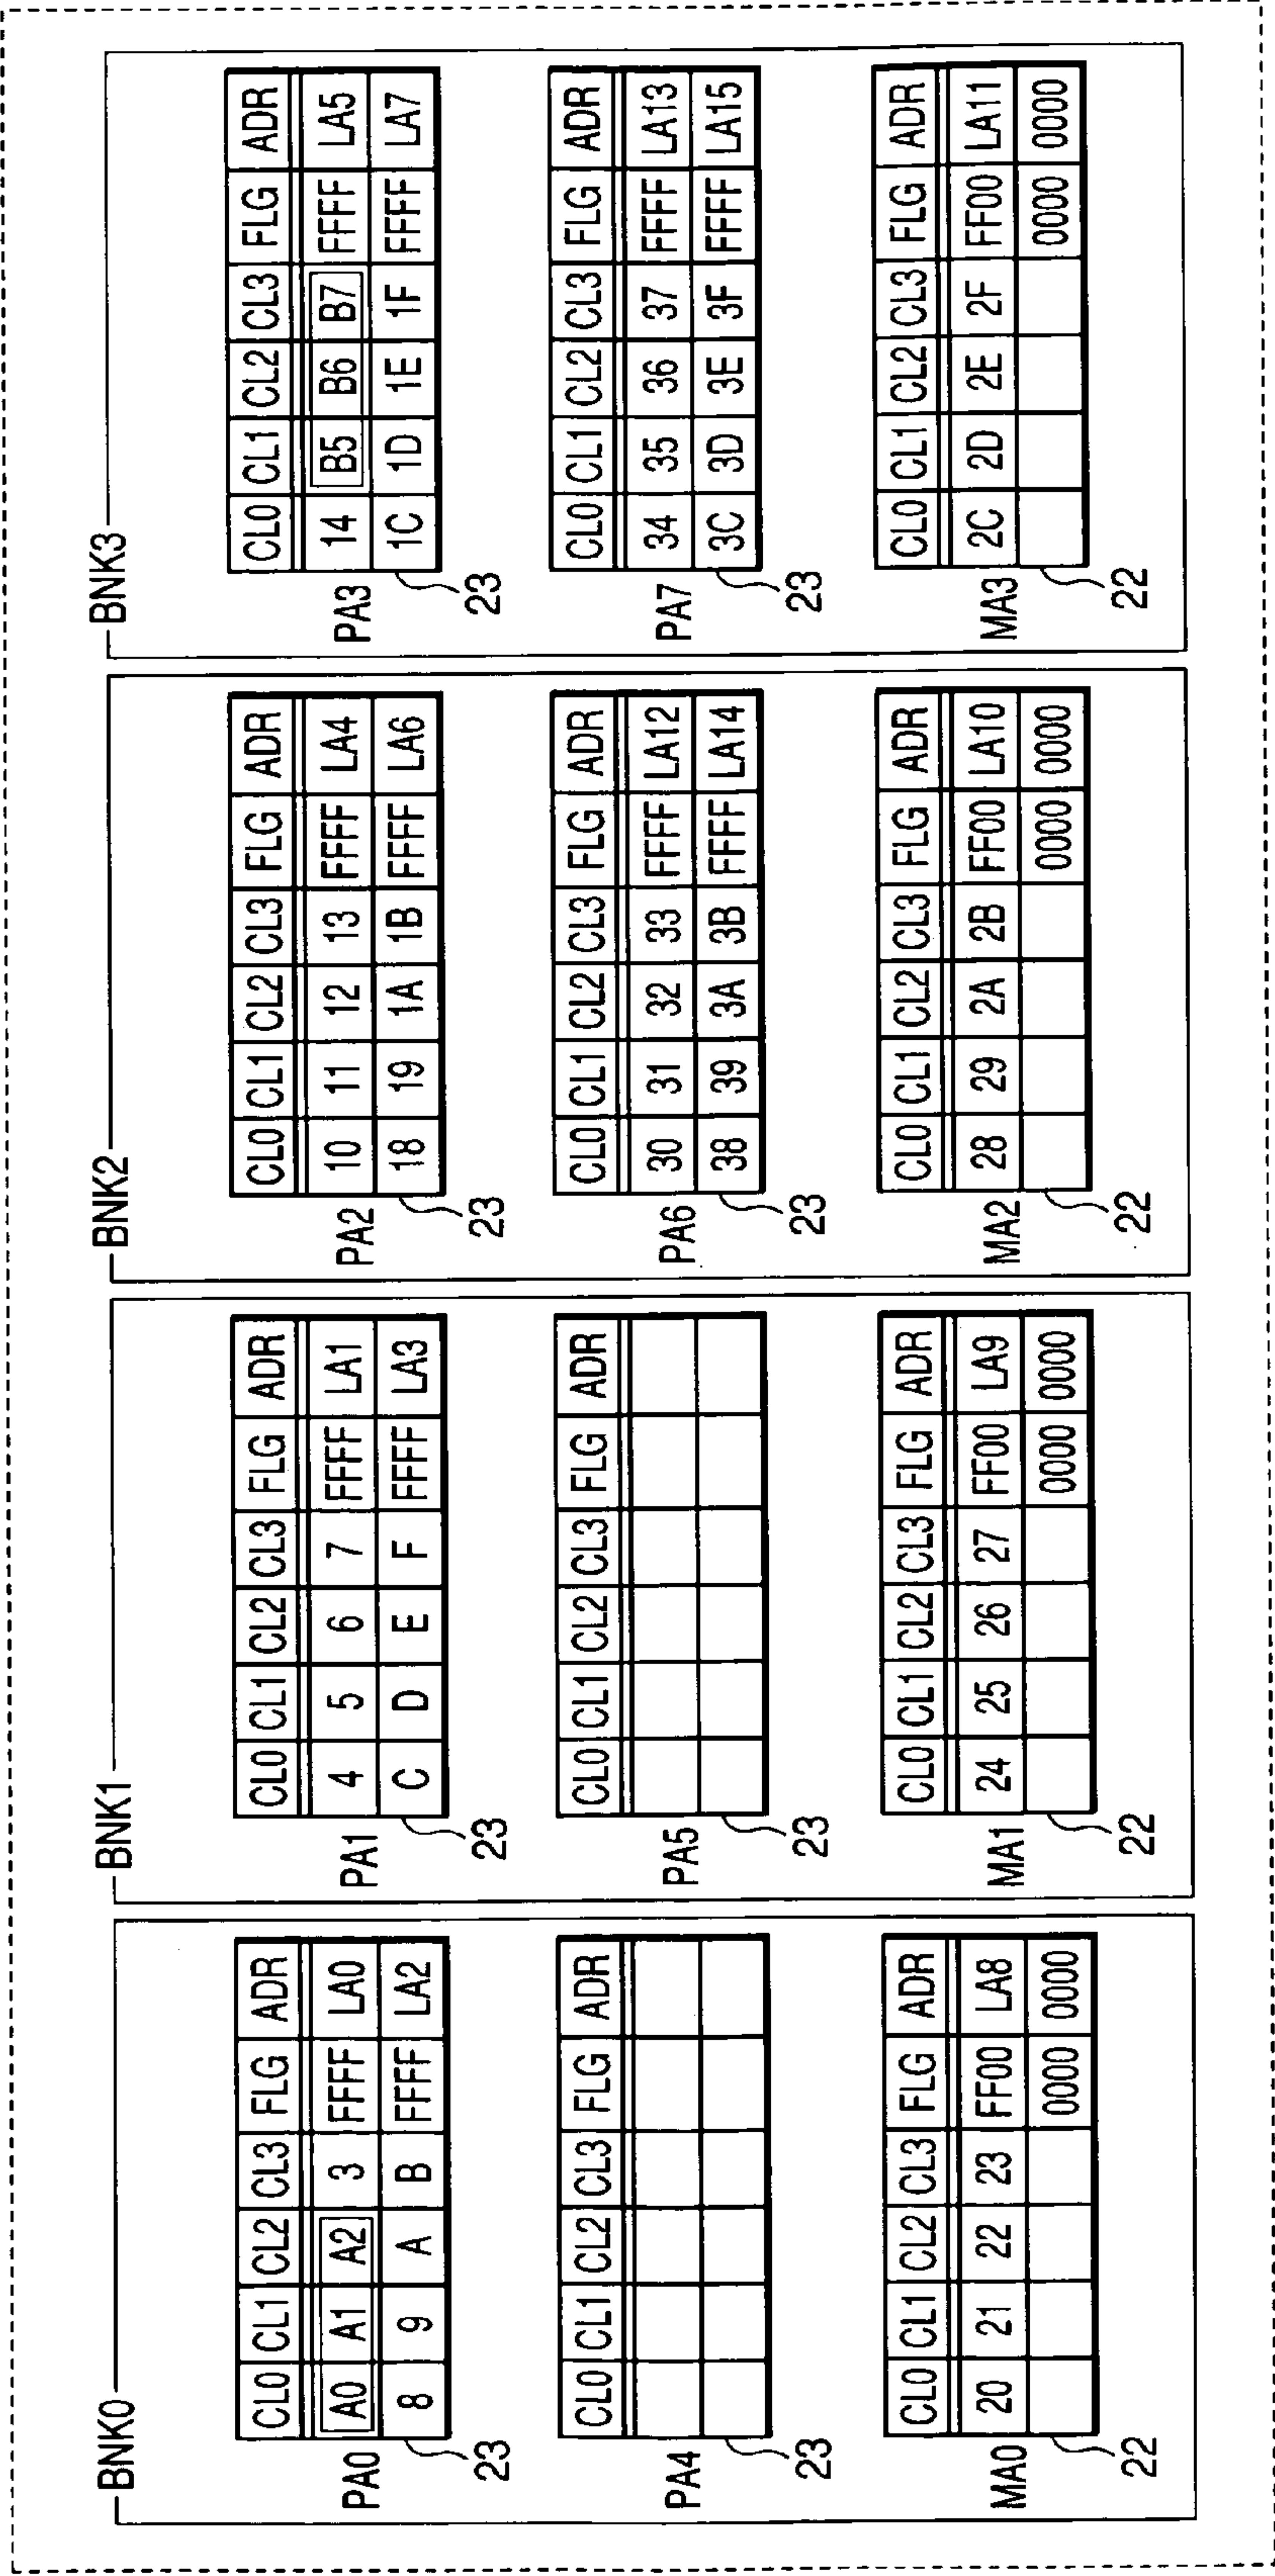 BNK0
CL0 CL1 CL2 CL3 FLG ADR
A0 A1 A2 3 FFFF LA0
8 9 A B FFFF LA2
PA0
23
CL0 CL1 CL2 CL3 FLG ADR
PA4
23
CL0 CL1 CL2 CL3 FLG ADR
20 21 22 23 FF00 LA8
0000 0000
MA0
22
BNK1
CL0 CL1 CL2 CL3 FLG ADR
4 5 6 7 FFFF LA1
C D E F FFFF LA3
PA1
23
CL0 CL1 CL2 CL3 FLG ADR
PA5
23
CL0 CL1 CL2 CL3 FLG ADR
24 25 26 27 FF00 LA9
0000 0000
MA1
22
BNK2
CL0 CL1 CL2 CL3 FLG ADR
10 11 12 13 FFFF LA4
18 19 1A 1B FFFF LA6
PA2
23
CL0 CL1 CL2 CL3 FLG ADR
30 31 32 33 FFFF LA12
38 39 3A 3B FFFF LA14
PA6
23
CL0 CL1 CL2 CL3 FLG ADR
28 29 2A 2B FF00 LA10
0000 0000
MA2
22
BNK3
CL0 CL1 CL2 CL3 FLG ADR
14 B5 B6 B7 FFFF LA5
1C 1D 1E 1F FFFF LA7
PA3
23
CL0 CL1 CL2 CL3 FLG ADR
34 35 36 37 FFFF LA13
3C 3D 3E 3F FFFF LA15
PA7
23
CL0 CL1 CL2 CL3 FLG ADR
2C 2D 2E 2F FF00 LA11
0000 0000
MA3
22